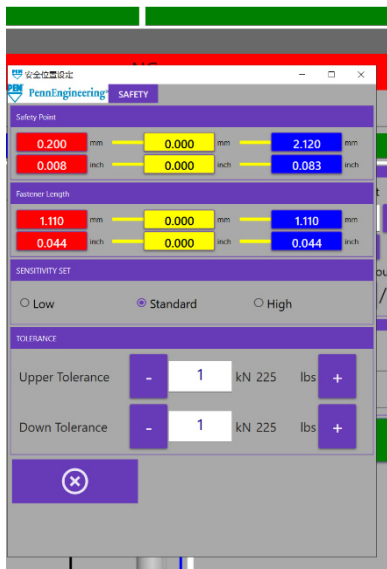 安全位置设定
PEM PennEngineering® SAFETY
Safety Point
0.200 mm 0.000 mm 2.120 mm
0.008 inch 0.000 inch 0.083 inch
Fastener Length
1.110 mm 0.000 mm 1.110 mm
0.044 inch 0.000 inch 0.044 inch
SENSITIVITY SET
Low Standard High
TOLERANCE
Upper Tolerance - 1 kN 225 lbs +
Down Tolerance - 1 kN 225 lbs +